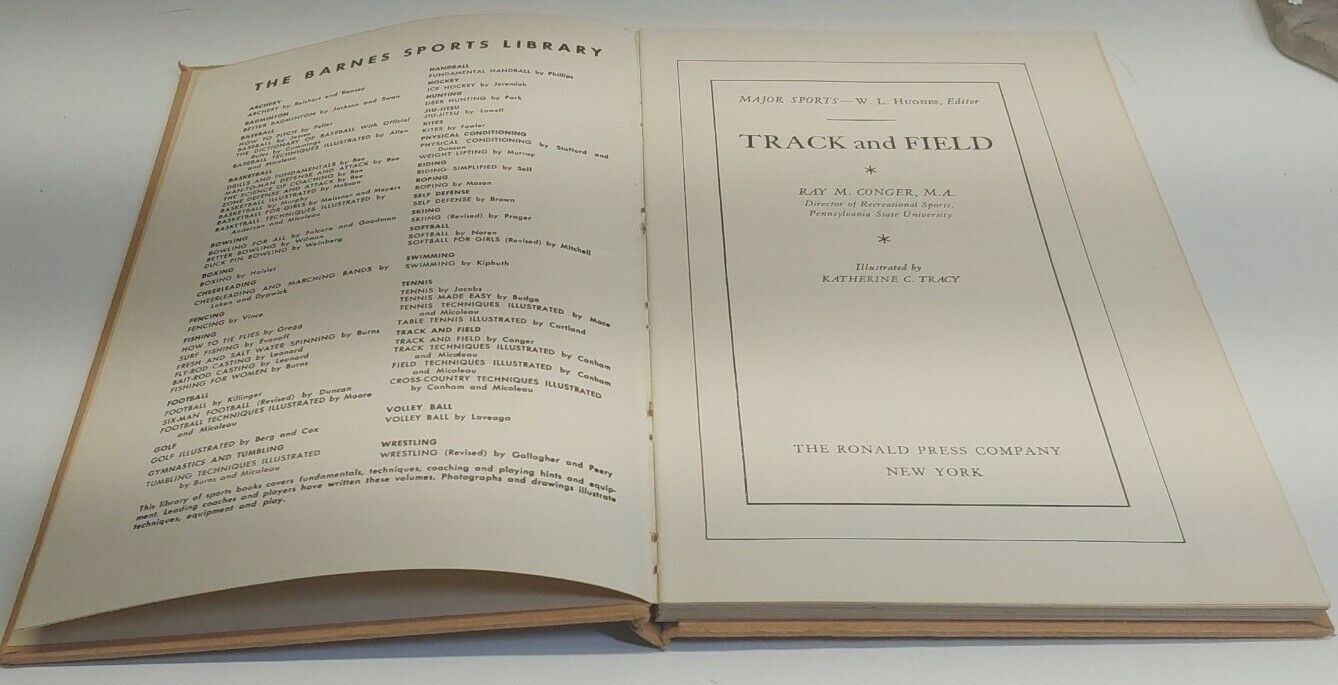 THE BARNES SPORTS LIBRARY
ARCHERY
ARCHERY by Reichart and Keasey
BADMINTON
BETTER BADMINTON by Jackson and Swan
BASEBALL
HOW TO PITCH by Feller
BASEBALL by Jessee
THE DICTIONARY OF BASEBALL With Official
Rules by Cummings
BASEBALL TECHNIQUES ILLUSTRATED by Allen
and Micoleau
BASKETBALL
DRILLS AND FUNDAMENTALS by Bee
MAN-TO-MAN DEFENSE AND ATTACK by Bee
THE SCIENCE OF COACHING by Bee
ZONE DEFENSE AND ATTACK by Bee
BASKETBALL ILLUSTRATED by Hobson
BASKETBALL by Murphy
BASKETBALL FOR GIRLS by Meissner and Meyers
BASKETBALL TECHNIQUES ILLUSTRATED by
Anderson and Micoleau
BOWLING
BOWLING FOR ALL by Falcaro and Goodman
BETTER BOWLING by Wilman
DUCK PIN BOWLING by Weinberg
BOXING
BOXING by Haislet
CHEERLEADING
CHEERLEADING AND MARCHING BANDS by
Loken and Dypwick
FENCING
FENCING by Vince
FISHING
HOW TO TIE FLIES by Gregg
SURF FISHING by Evanoff
FRESH AND SALT WATER SPINNING by Burns
FLY-ROD CASTING by Leonard
BAIT-ROD CASTING by Leonard
FISHING FOR WOMEN by Burns
FOOTBALL
FOOTBALL by Killinger
SIX-MAN FOOTBALL (Revised) by Duncan
FOOTBALL TECHNIQUES ILLUSTRATED by Moore
and Micoleau
GOLF
GOLF ILLUSTRATED by Berg and Cox
GYMNASTICS AND TUMBLING
TUMBLING TECHNIQUES ILLUSTRATED
by Burns and Micoleau
HANDBALL
FUNDAMENTAL HANDBALL by Phillips
HOCKEY
ICE HOCKEY by Jeremiah
HUNTING
DEER HUNTING by Park
JIU-JITSU
JIU-JITSU by Lowell
KITES
KITES by Fowler
PHYSICAL CONDITIONING
PHYSICAL CONDITIONING by Stafford and
Duncan
WEIGHT LIFTING by Murray
RIDING
RIDING SIMPLIFIED by Self
ROPING
ROPING by Mason
SELF DEFENSE
SELF DEFENSE by Brown
SKIING
SKIING (Revised) by Prager
SOFTBALL
SOFTBALL by Noren
SOFTBALL FOR GIRLS (Revised) by Mitchell
SWIMMING
SWIMMING by Kiphuth
TENNIS
TENNIS by Jacobs
TENNIS MADE EASY by Budge
TENNIS TECHNIQUES ILLUSTRATED by Mace
and Micoleau
TABLE TENNIS ILLUSTRATED by Cartland
TRACK AND FIELD
TRACK AND FIELD by Conger
TRACK TECHNIQUES ILLUSTRATED by Canham
and Micoleau
FIELD TECHNIQUES ILLUSTRATED by Canham
and Micoleau
CROSS-COUNTRY TECHNIQUES ILLUSTRATED
by Canham and Micoleau
VOLLEY BALL
VOLLEY BALL by Laveaga
WRESTLING
WRESTLING (Revised) by Gallagher and Peery
This library of sports books covers fundamentals, techniques, coaching and playing hints and equip-
ment. Leading coaches and players have written these volumes. Photographs and drawings illustrate
techniques, equipment and play.
MAJOR SPORTS—W. L. HUGHES, Editor
TRACK and FIELD
*
RAY M. CONGER, M.A.
Director of Recreational Sports,
Pennsylvania State University
*
Illustrated by
KATHERINE C. TRACY
THE RONALD PRESS COMPANY
NEW YORK